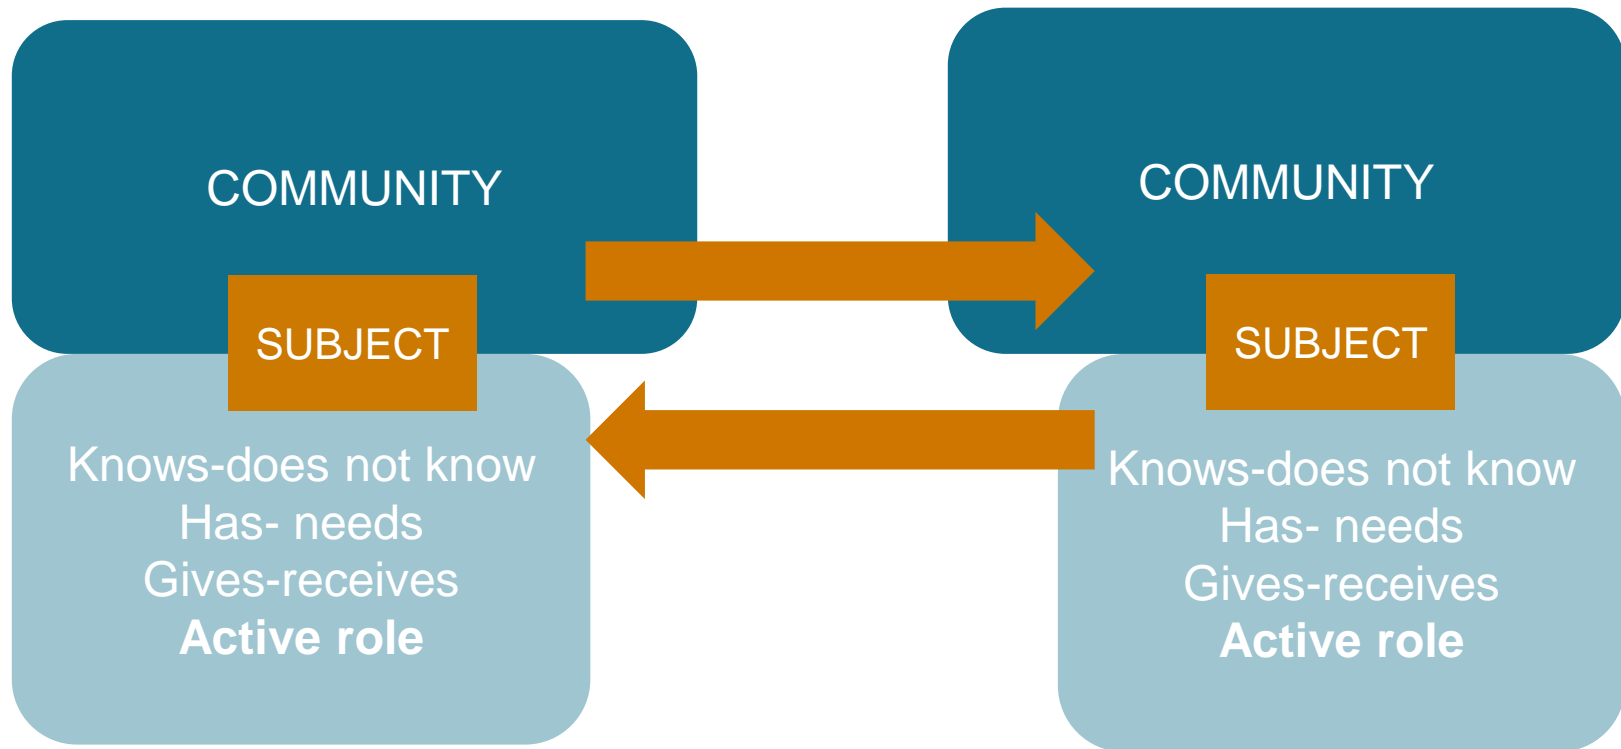 COMMUNITY
SUBJECT
Knows-does not know
Has- needs
Gives-receives
Active role
COMMUNITY
SUBJECT
Knows-does not know
Has- needs
Gives-receives
Active role